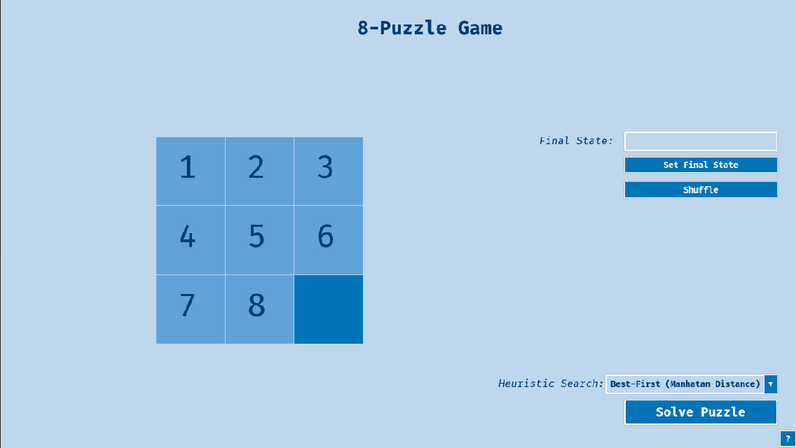 8-Puzzle Game
Final State:
Set Final State
Shuffle
1 2 3
4 5 6
7 8
Heuristic Search: Best-First (Manhatan Distance) ▼
Solve Puzzle
?